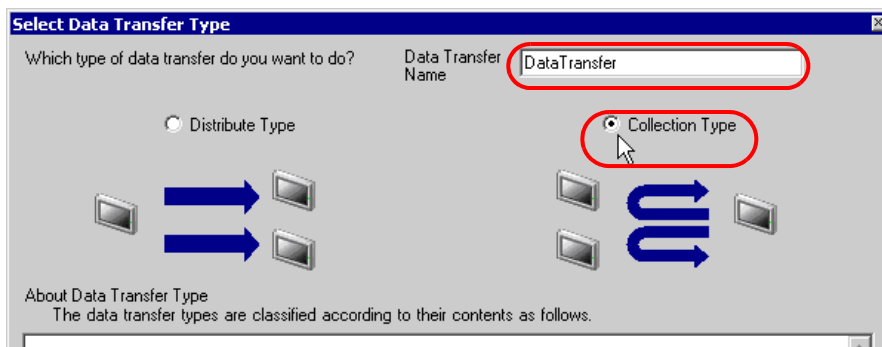 Select Data Transfer Type
Which type of data transfer do you want to do?
Data Transfer
Name
DataTransfer
Distribute Type
Collection Type
About Data Transfer Type
The data transfer types are classified according to their contents as follows.